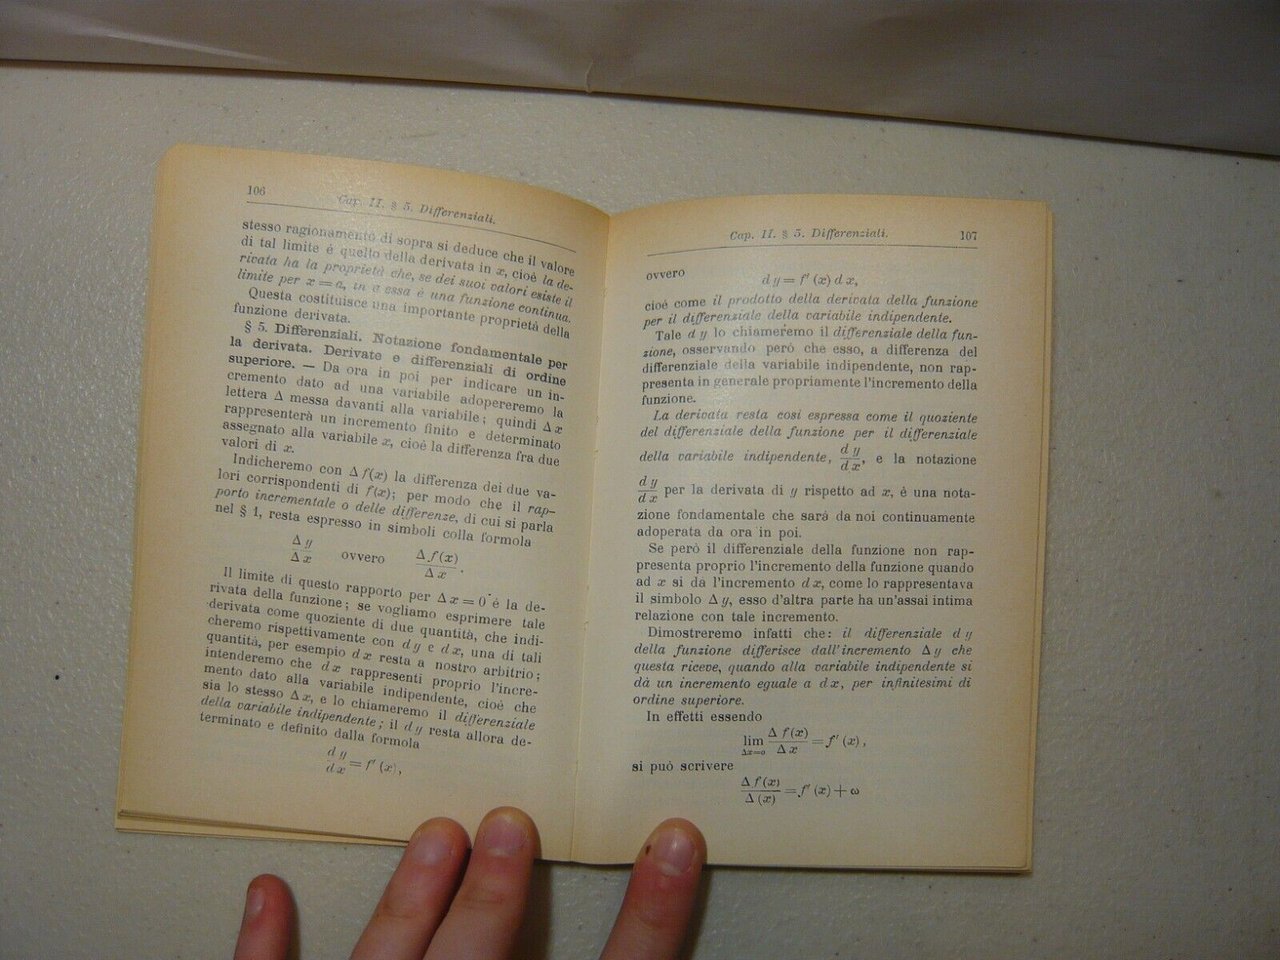 106
Cap. II. § 5. Differenziali.
stesso ragionamento di sopra si deduce che il valore
di tal limite è quello della derivata in x, cioè la de-
rivata ha la proprietà che, se dei suoi valori esiste il
limite per x = a, in a essa è una funzione continua.
Questa costituisce una importante proprietà della
funzione derivata.
§ 5. Differenziali. Notazione fondamentale per
la derivata. Derivate e differenziali di ordine
superiore. — Da ora in poi per indicare un in-
cremento dato ad una variabile adopereremo la
lettera Δ messa davanti alla variabile; quindi Δ x
rappresenterà un incremento finito e determinato
assegnato alla variabile x, cioè la differenza fra due
valori di x.
Indicheremo con Δ f(x) la differenza dei due va-
lori corrispondenti di f(x); per modo che il rap-
porto incrementale o delle differenze, di cui si parla
nel § 1, resta espresso in simboli colla formola
Δ y / Δ x ovvero Δ f(x) / Δ x .
Il limite di questo rapporto per Δ x = 0 è la de-
rivata della funzione; se vogliamo esprimere tale
derivata come quoziente di due quantità, che indi-
cheremo rispettivamente con d y e d x, una di tali
quantità, per esempio d x resta a nostro arbitrio;
intenderemo che d x rappresenti proprio l'incre-
mento dato alla variabile indipendente, cioè che
sia lo stesso Δ x, e lo chiameremo il differenziale
della variabile indipendente; il d y resta allora de-
terminato e definito dalla formola
d y / d x = f' (x),
Cap. II. § 5. Differenziali. 107
ovvero
d y = f' (x) d x,
cioè come il prodotto della derivata della funzione
per il differenziale della variabile indipendente.
Tale d y lo chiameremo il differenziale della fun-
zione, osservando però che esso, a differenza del
differenziale della variabile indipendente, non rap-
presenta in generale propriamente l'incremento della
funzione.
La derivata resta così espressa come il quoziente
del differenziale della funzione per il differenziale
della variabile indipendente, d y / d x, e la notazione
d y / d x per la derivata di y rispetto ad x, è una nota-
zione fondamentale che sarà da noi continuamente
adoperata da ora in poi.
Se però il differenziale della funzione non rap-
presenta proprio l'incremento della funzione quando
ad x si dà l'incremento d x, come lo rappresentava
il simbolo Δ y, esso d'altra parte ha un'assai intima
relazione con tale incremento.
Dimostreremo infatti che: il differenziale d y
della funzione differisce dall'incremento Δ y che
questa riceve, quando alla variabile indipendente si
dà un incremento eguale a d x, per infinitesimi di
ordine superiore.
In effetti essendo
lim Δx=0 Δ f(x) / Δ x = f' (x),
si può scrivere
Δ f(x) / Δ (x) = f' (x) + ω